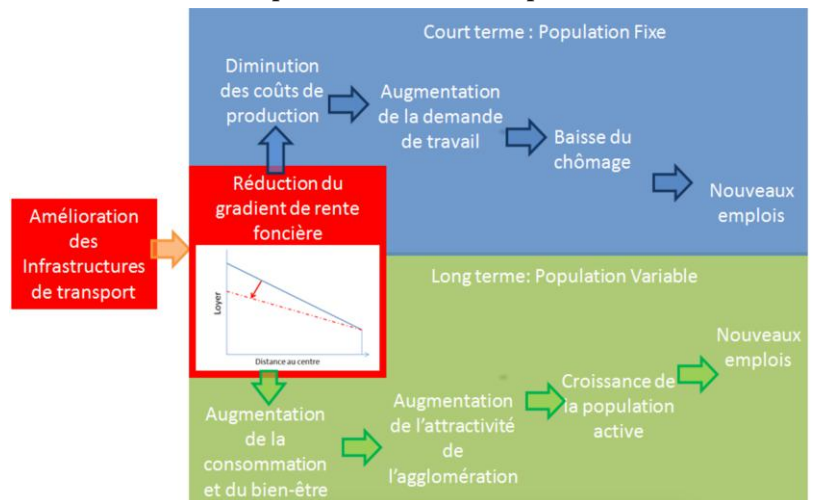 Court terme : Population Fixe
Diminution
des coûts de
production
Augmentation
de la demande
de travail
Baisse du
chômage
Nouveaux
emplois
Amélioration
des
Infrastructures
de transport
Réduction du
gradient de rente
foncière
Loyer
Distance au centre
Long terme: Population Variable
Augmentation
de la
consommation
et du bien-être
Augmentation
de l'attractivité
de
l'agglomération
Croissance de
la population
active
Nouveaux
emplois